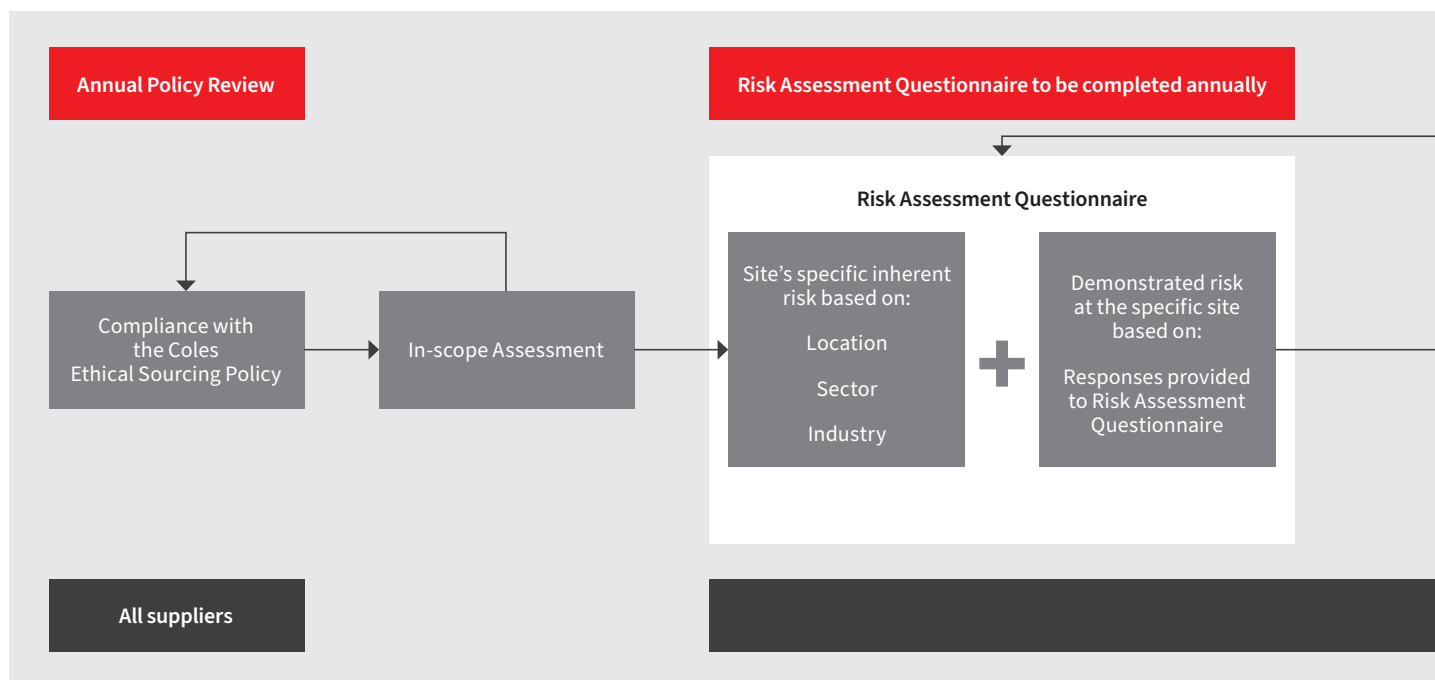 Annual Policy Review
Risk Assessment Questionnaire to be completed annually
Risk Assessment Questionnaire
Compliance with
the Coles
Ethical Sourcing Policy
In-scope Assessment
Site’s specific inherent
risk based on:
Location
Sector
Industry
Demonstrated risk
at the specific site
based on:
Responses provided
to Risk Assessment
Questionnaire
All suppliers